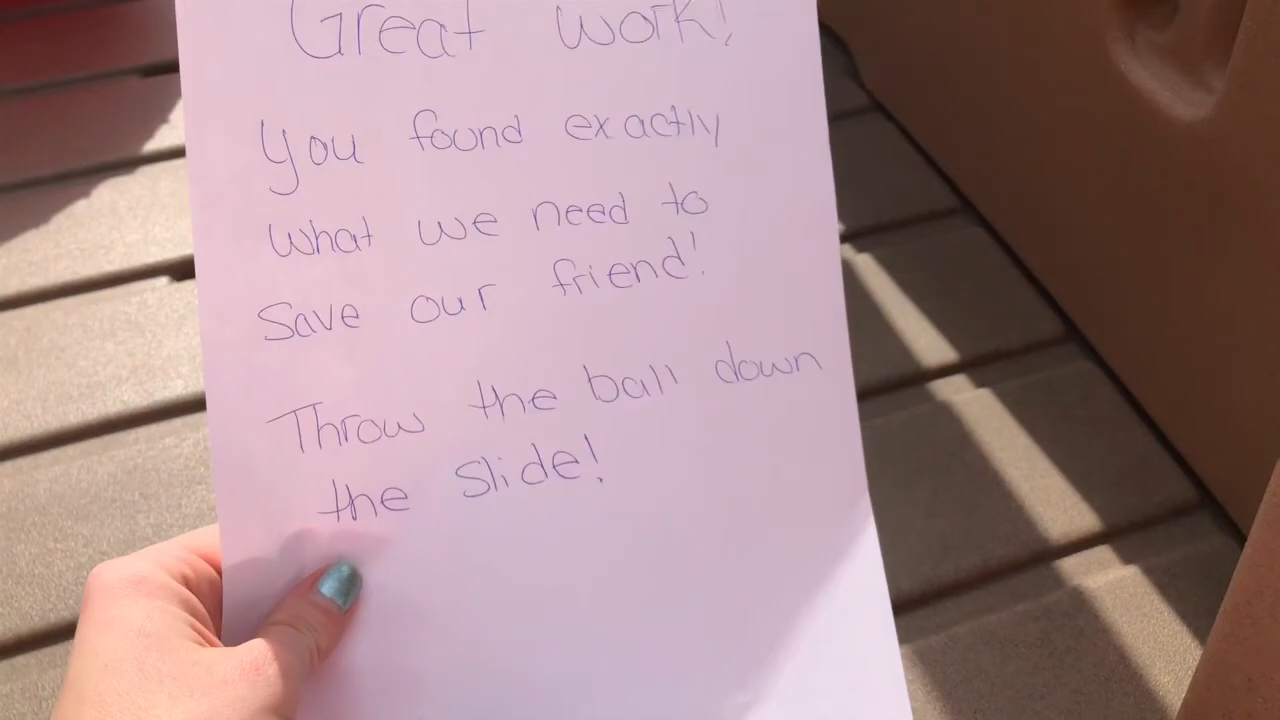 Great work!
You found exactly
what we need to
Save our friend!
Throw the ball down
the Slide!